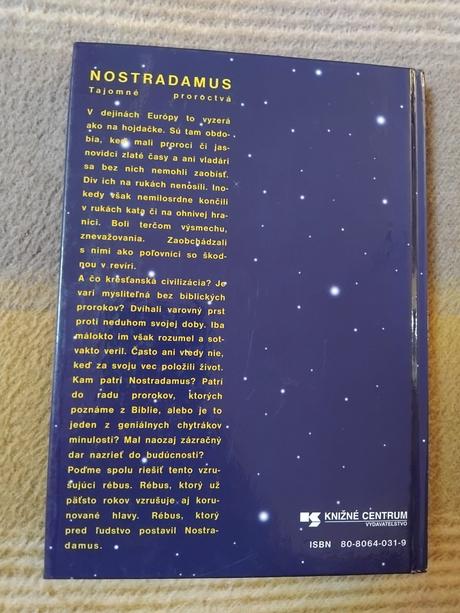 NOSTRADAMUS
Tajomné proroctvá
V dejinách Európy to vyzerá
ako na hojdačke. Sú tam obdo-
bia, keď mali proroci či jas-
novidci zlaté časy a ani vladári
sa bez nich nemohli zaobísť.
Div ich na rukách nenosili. Ino-
kedy však nemilosrdne končili
v rukách kata či na ohnivej hra-
nici. Boli terčom výsmechu,
znevažovania. Zaobchádzali
s nimi ako poľovníci so škod-
nou v revíri.
A čo kresťanská civilizácia? Je
vari mysliteľná bez biblických
prorokov? Dvíhali varovný prst
proti neduhom svojej doby. Iba
málokto im však rozumel a sot-
vakto veril. Často ani vtedy nie,
keď za svoju vec položili život.
Kam patrí Nostradamus? Patrí
do radu prorokov, ktorých
poznáme z Biblie, alebo je to
jeden z geniálnych chytrákov
minulosti? Mal naozaj zázračný
dar nazrieť do budúcnosti?
Poďme spolu riešiť tento vzru-
šujúci rébus. Rébus, ktorý už
päťsto rokov vzrušuje aj koru-
nované hlavy. Rébus, ktorý
pred ľudstvo postavil Nostra-
damus.
KNIŽNÉ CENTRUM
VYDAVATEĽSTVO
ISBN 80-8064-031-9